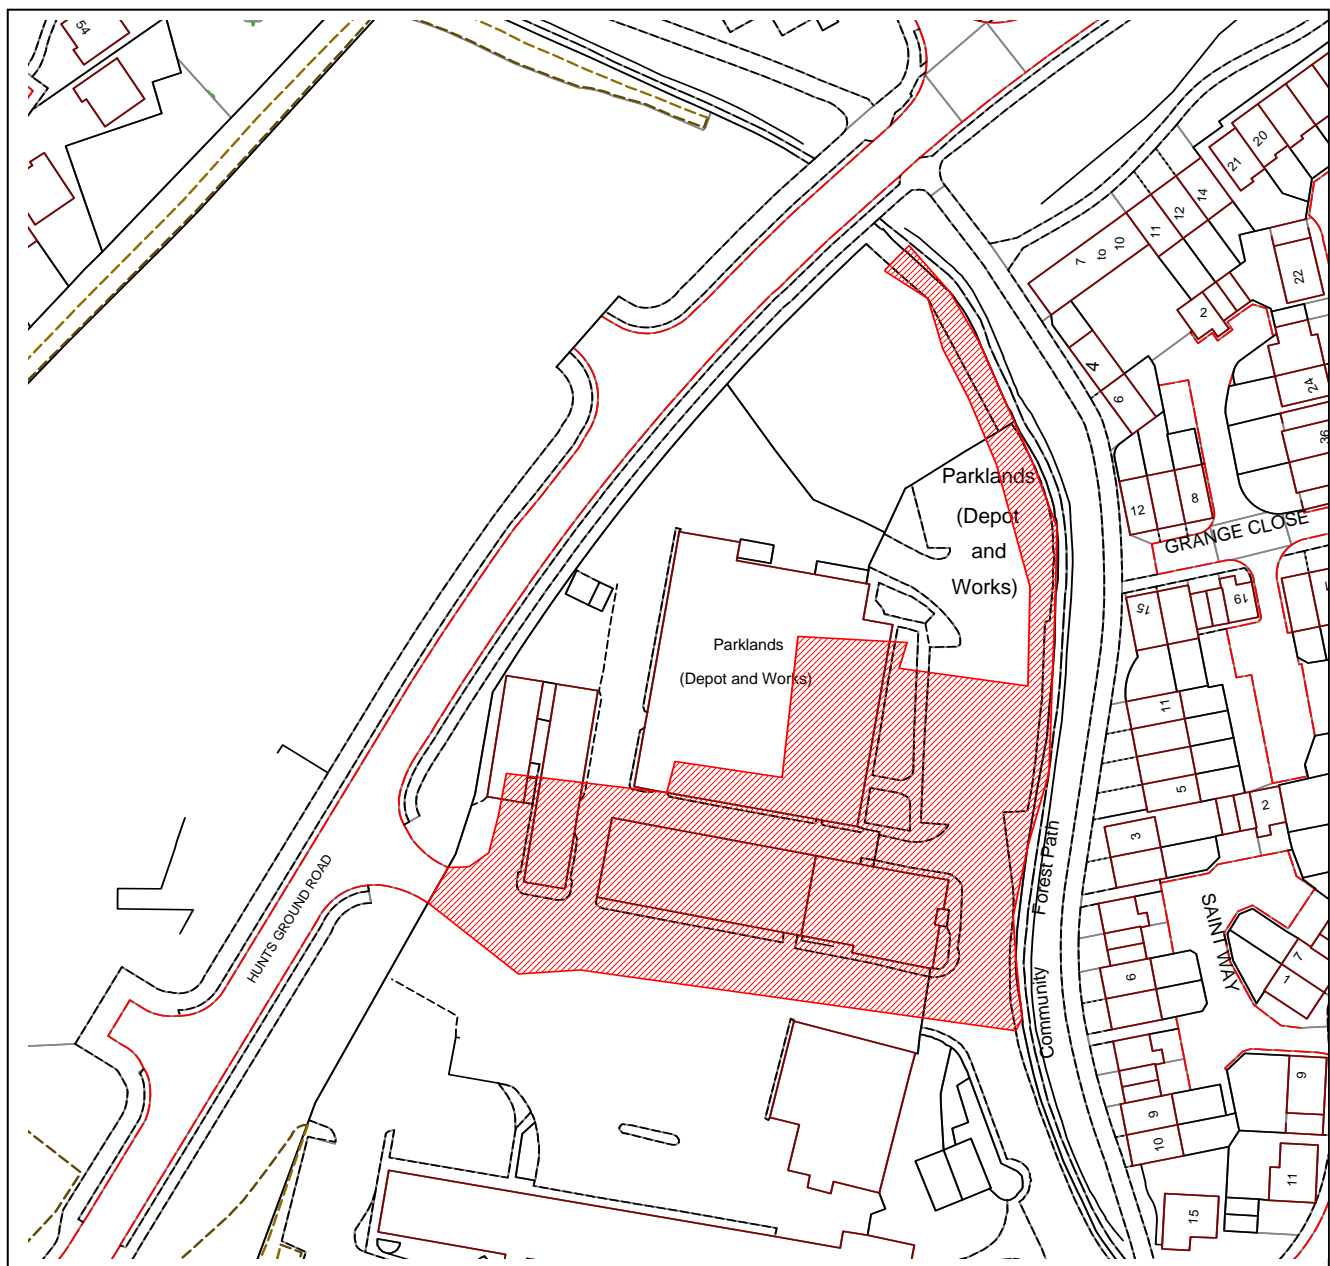 54
20
21
14
12
11
7
to
10
22
2
4
6
24
36
12
8
GRANGE CLOSE
Parklands
(Depot
and
Works)
Parklands
(Depot and Works)
15
19
1
11
5
2
3
HUNTS GROUND ROAD
Community Forest Path
SAINT WAY
6
7
1
9
9
10
11
15